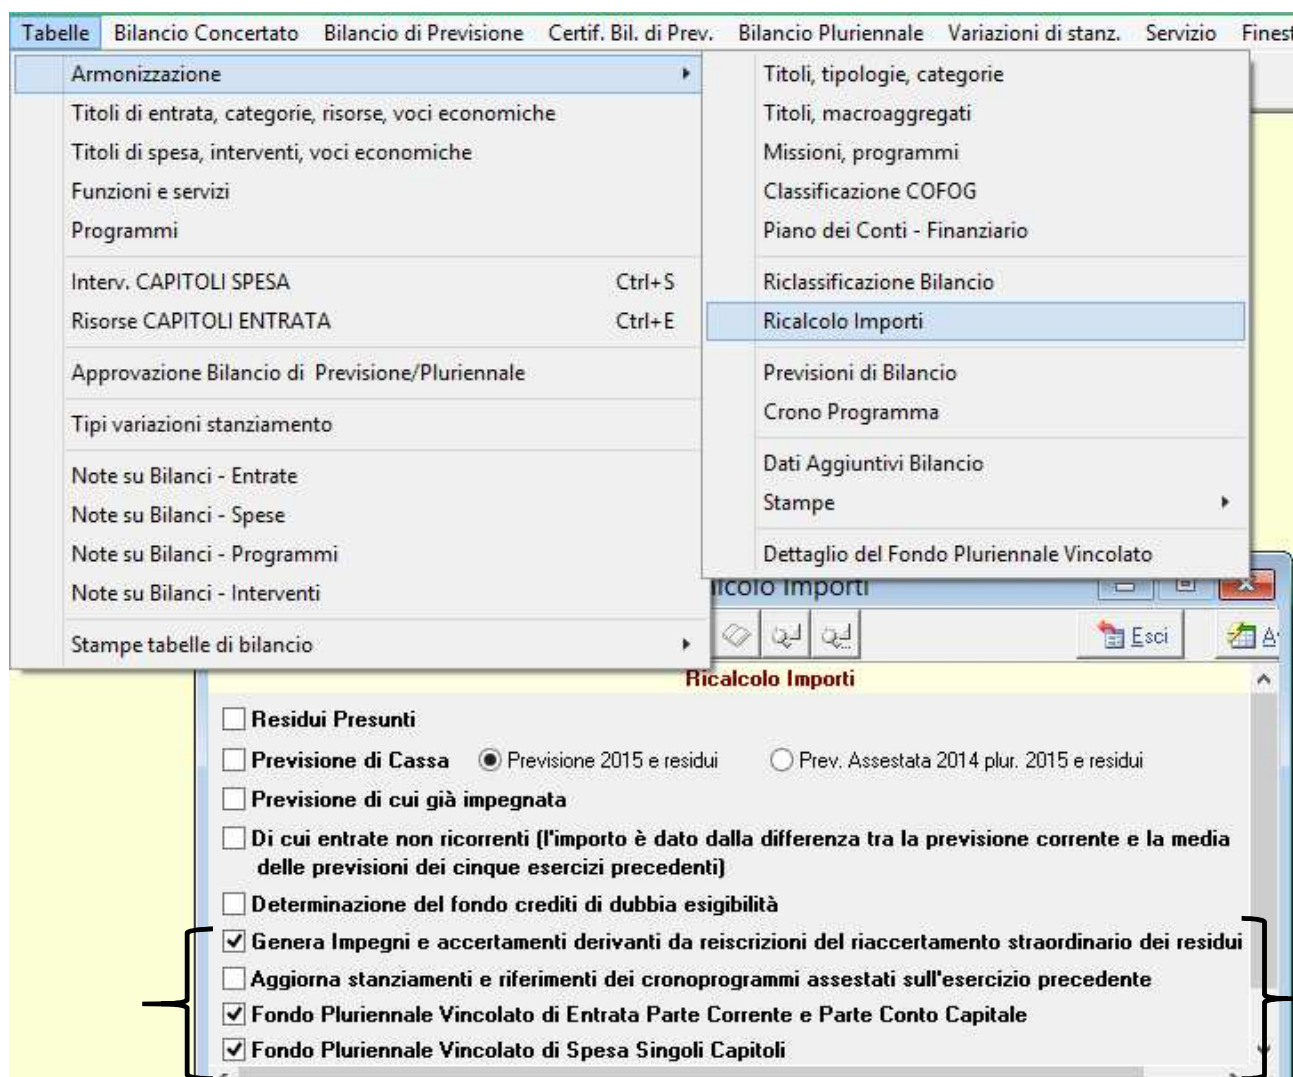 Tabelle Bilancio Concertato Bilancio di Previsione Certif. Bil. di Prev. Bilancio Pluriennale Variazioni di stanz. Servizio Finest
Armonizzazione
Titoli di entrata, categorie, risorse, voci economiche
Titoli di spesa, interventi, voci economiche
Funzioni e servizi
Programmi
Interv. CAPITOLI SPESA Ctrl+S
Risorse CAPITOLI ENTRATA Ctrl+E
Approvazione Bilancio di Previsione/Pluriennale
Tipi variazioni stanziamento
Note su Bilanci - Entrate
Note su Bilanci - Spese
Note su Bilanci - Programmi
Note su Bilanci - Interventi
Stampe tabelle di bilancio
Titoli, tipologie, categorie
Titoli, macroaggregati
Missioni, programmi
Classificazione COFOG
Piano dei Conti - Finanziario
Riclassificazione Bilancio
Ricalcolo Importi
Previsioni di Bilancio
Crono Programma
Dati Aggiuntivi Bilancio
Stampe
Dettaglio del Fondo Pluriennale Vincolato
lcolo Importi
Esci
Ricalcolo Importi
Residui Presunti
Previsione di Cassa Previsione 2015 e residui Prev. Assestata 2014 plur. 2015 e residui
Previsione di cui già impegnata
Di cui entrate non ricorrenti (l'importo è dato dalla differenza tra la previsione corrente e la media
delle previsioni dei cinque esercizi precedenti)
Determinazione del fondo crediti di dubbia esigibilità
Genera Impegni e accertamenti derivanti da reiscrizioni del riaccertamento straordinario dei residui
Aggiorna stanziamenti e riferimenti dei cronoprogrammi assestati sull'esercizio precedente
Fondo Pluriennale Vincolato di Entrata Parte Corrente e Parte Conto Capitale
Fondo Pluriennale Vincolato di Spesa Singoli Capitoli